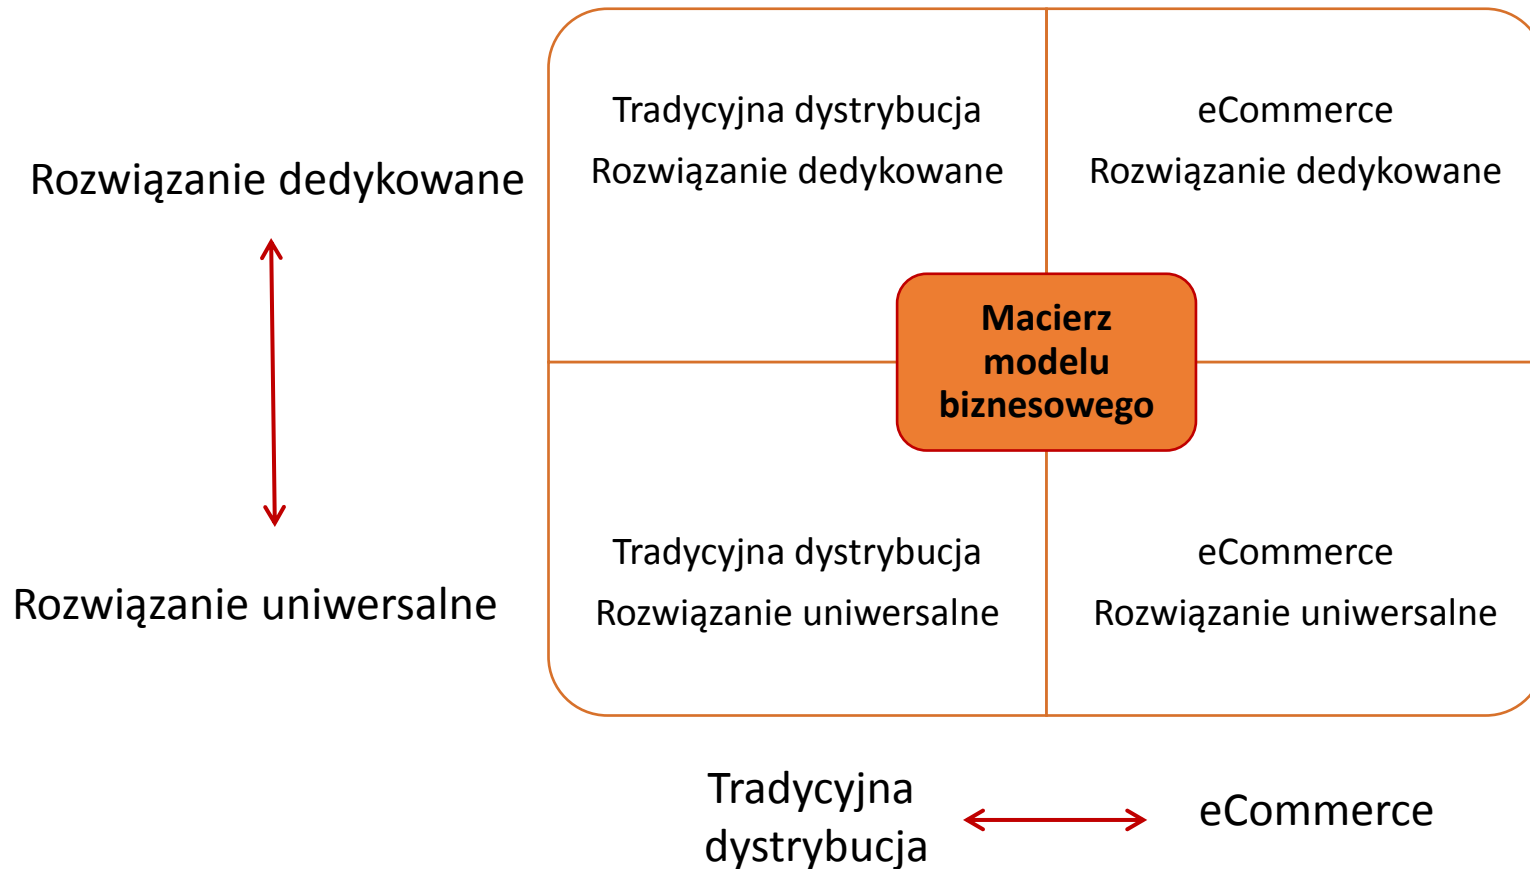 Tradycyjna dystrybucja
Rozwiązanie dedykowane
eCommerce
Rozwiązanie dedykowane
Rozwiązanie dedykowane
Macierz
modelu
biznesowego
Tradycyjna dystrybucja
Rozwiązanie uniwersalne
eCommerce
Rozwiązanie uniwersalne
Rozwiązanie uniwersalne
Tradycyjna
dystrybucja
eCommerce